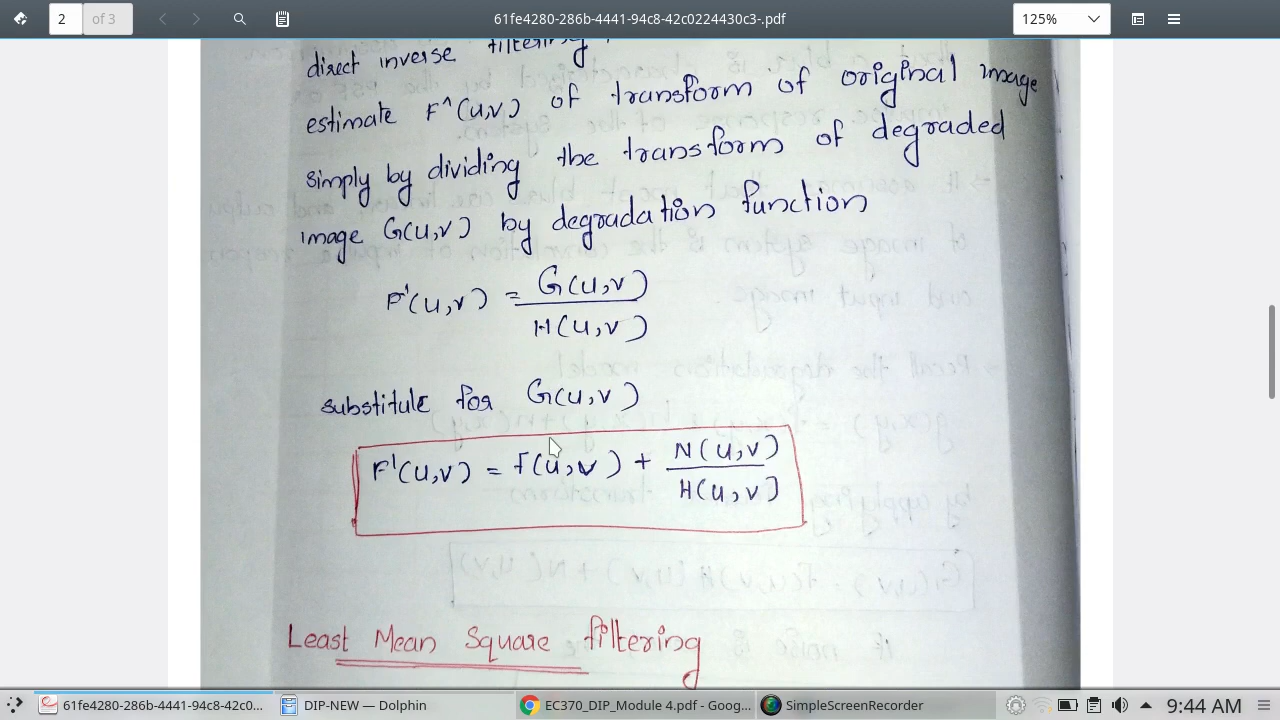 2 of 3
61fe4280-286b-4441-94c8-42c0224430c3-.pdf
125%
direct inverse filtering,
estimate F^(u,v) of transform of original image
simply by dividing the transform of degraded
image G(u,v) by degradation function
F'(u,v) = G(u,v)
H(u,v)
substitute for G(u,v)
F'(u,v) = F(u,v) + N(u,v)
H(u,v)
Least Mean Square filtering
61fe4280-286b-4441-94c8-42c0...
DIP-NEW — Dolphin
EC370_DIP_Module 4.pdf - Goog...
SimpleScreenRecorder
9:44 AM